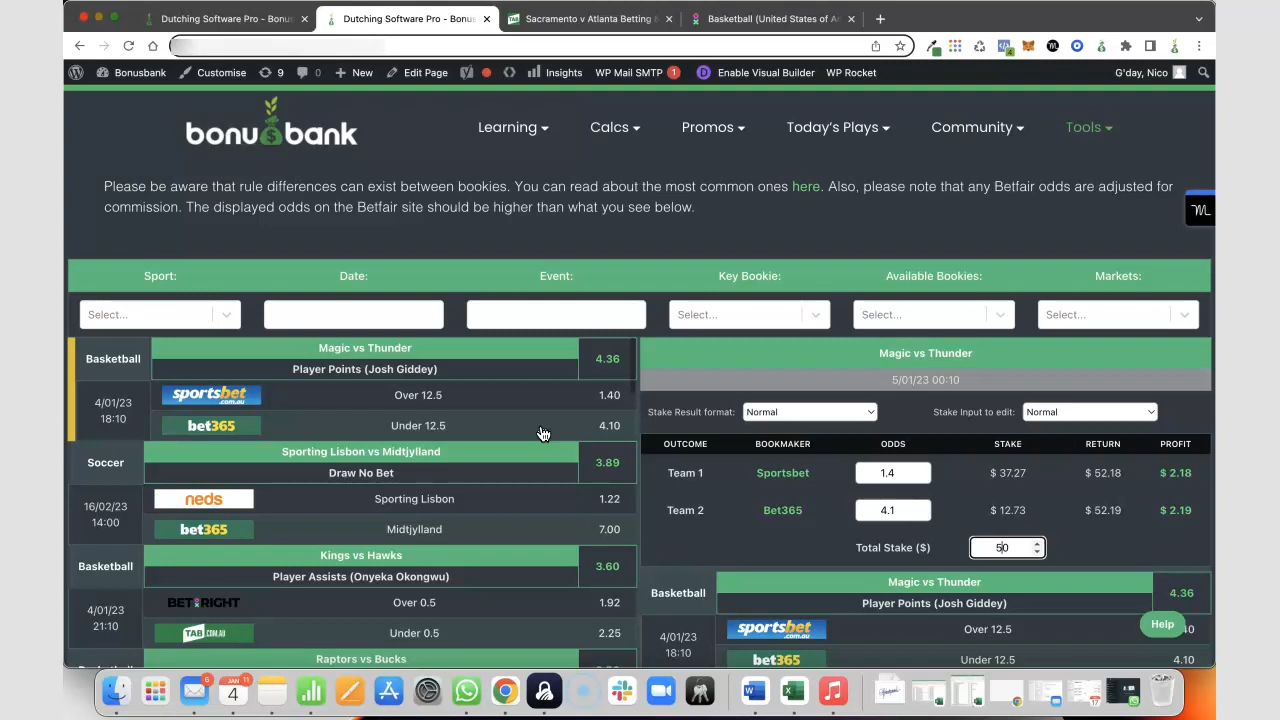 Dutching Software Pro - Bonus
Dutching Software Pro - Bonus
Sacramento v Atlanta Betting
Basketball (United States of A
Bonusbank
Customise
9
0
New
Edit Page
Insights
WP Mail SMTP 1
Enable Visual Builder
WP Rocket
G'day, Nico
bonusbank
Learning
Calcs
Promos
Today's Plays
Community
Tools
Please be aware that rule differences can exist between bookies. You can read about the most common ones here. Also, please note that any Betfair odds are adjusted for
commission. The displayed odds on the Betfair site should be higher than what you see below.
Sport: Date: Event: Key Bookie: Available Bookies: Markets:
Select... Select... Select... Select...
Basketball
Magic vs Thunder
Player Points (Josh Giddey)
4.36
4/01/23
18:10
sportsbet.com.au Over 12.5 1.40
bet365 Under 12.5 4.10
Soccer
Sporting Lisbon vs Midtjylland
Draw No Bet
3.89
16/02/23
14:00
neds Sporting Lisbon 1.22
bet365 Midtjylland 7.00
Basketball
Kings vs Hawks
Player Assists (Onyeka Okongwu)
3.60
4/01/23
21:10
BETRIGHT Over 0.5 1.92
TAB.COM.AU Under 0.5 2.25
Raptors vs Bucks
Magic vs Thunder
5/01/23 00:10
Stake Result format: Normal Stake Input to edit: Normal
OUTCOME BOOKMAKER ODDS STAKE RETURN PROFIT
Team 1 Sportsbet 1.4 $ 37.27 $ 52.18 $ 2.18
Team 2 Bet365 4.1 $ 12.73 $ 52.19 $ 2.19
Total Stake ($) 50
Basketball
Magic vs Thunder
Player Points (Josh Giddey)
4.36
4/01/23
18:10
sportsbet.com.au Over 12.5 40
bet365 Under 12.5 4.10
Help
6
JAN
4
11
17